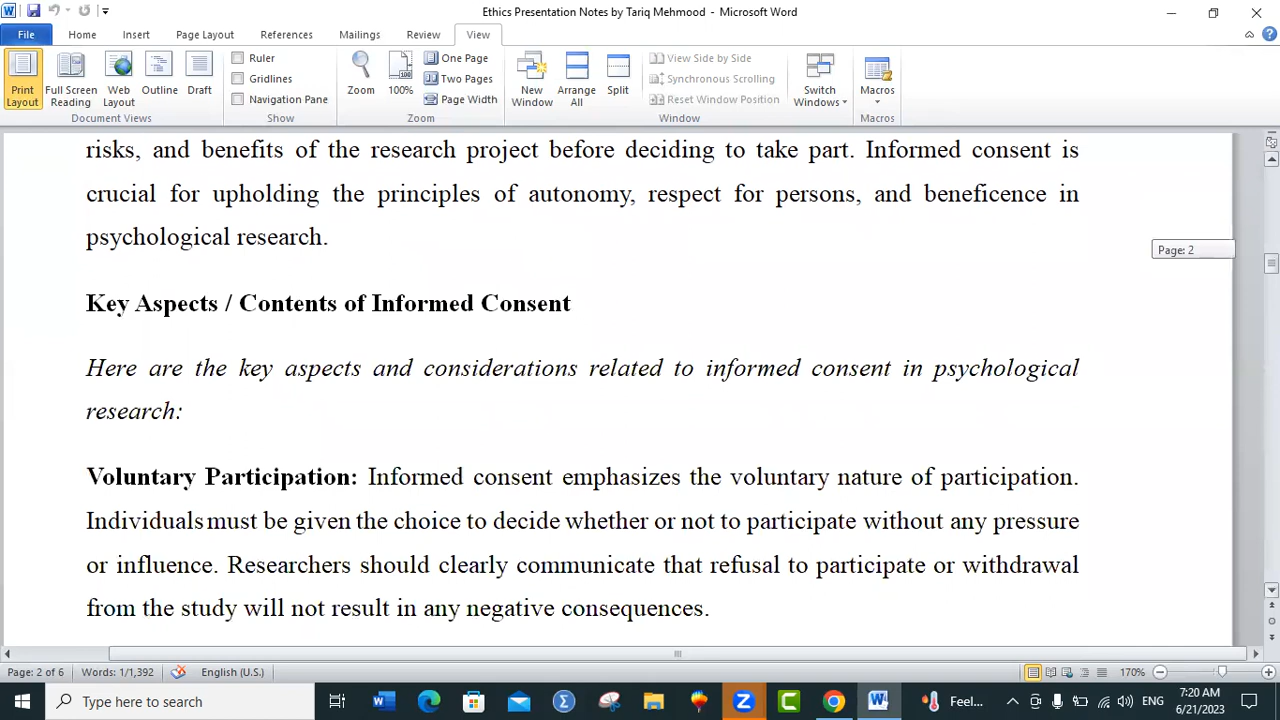 Ethics Presentation Notes by Tariq Mehmood - Microsoft Word
File Home Insert Page Layout References Mailings Review View
Print Layout
Full Screen Reading
Web Layout
Outline
Draft
Document Views
Ruler
Gridlines
Navigation Pane
Show
Zoom
100
100%
One Page
Two Pages
Page Width
Zoom
New Window
Arrange All
Split
View Side by Side
Synchronous Scrolling
Reset Window Position
Window
Switch Windows
Macros
Macros
risks, and benefits of the research project before deciding to take part. Informed consent is
crucial for upholding the principles of autonomy, respect for persons, and beneficence in
psychological research.
Page: 2
Key Aspects / Contents of Informed Consent
Here are the key aspects and considerations related to informed consent in psychological
research:
Voluntary Participation: Informed consent emphasizes the voluntary nature of participation.
Individuals must be given the choice to decide whether or not to participate without any pressure
or influence. Researchers should clearly communicate that refusal to participate or withdrawal
from the study will not result in any negative consequences.
Page: 2 of 6 Words: 1/1,392 English (U.S.) 170%
Type here to search
Feel...
ENG
7:20 AM
6/21/2023